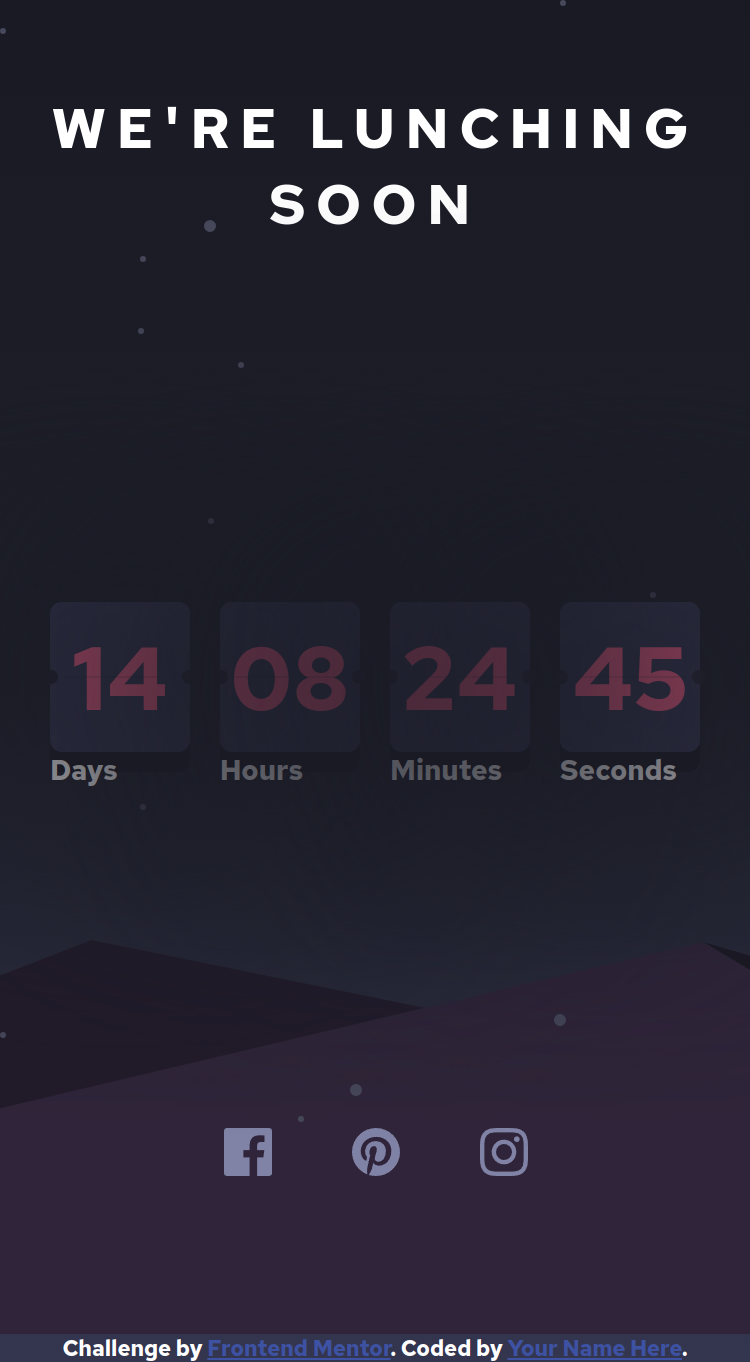 WE'RE LUNCHING
SOON
14 08 24 45
Days Hours Minutes Seconds
Challenge by Frontend Mentor. Coded by Your Name Here.